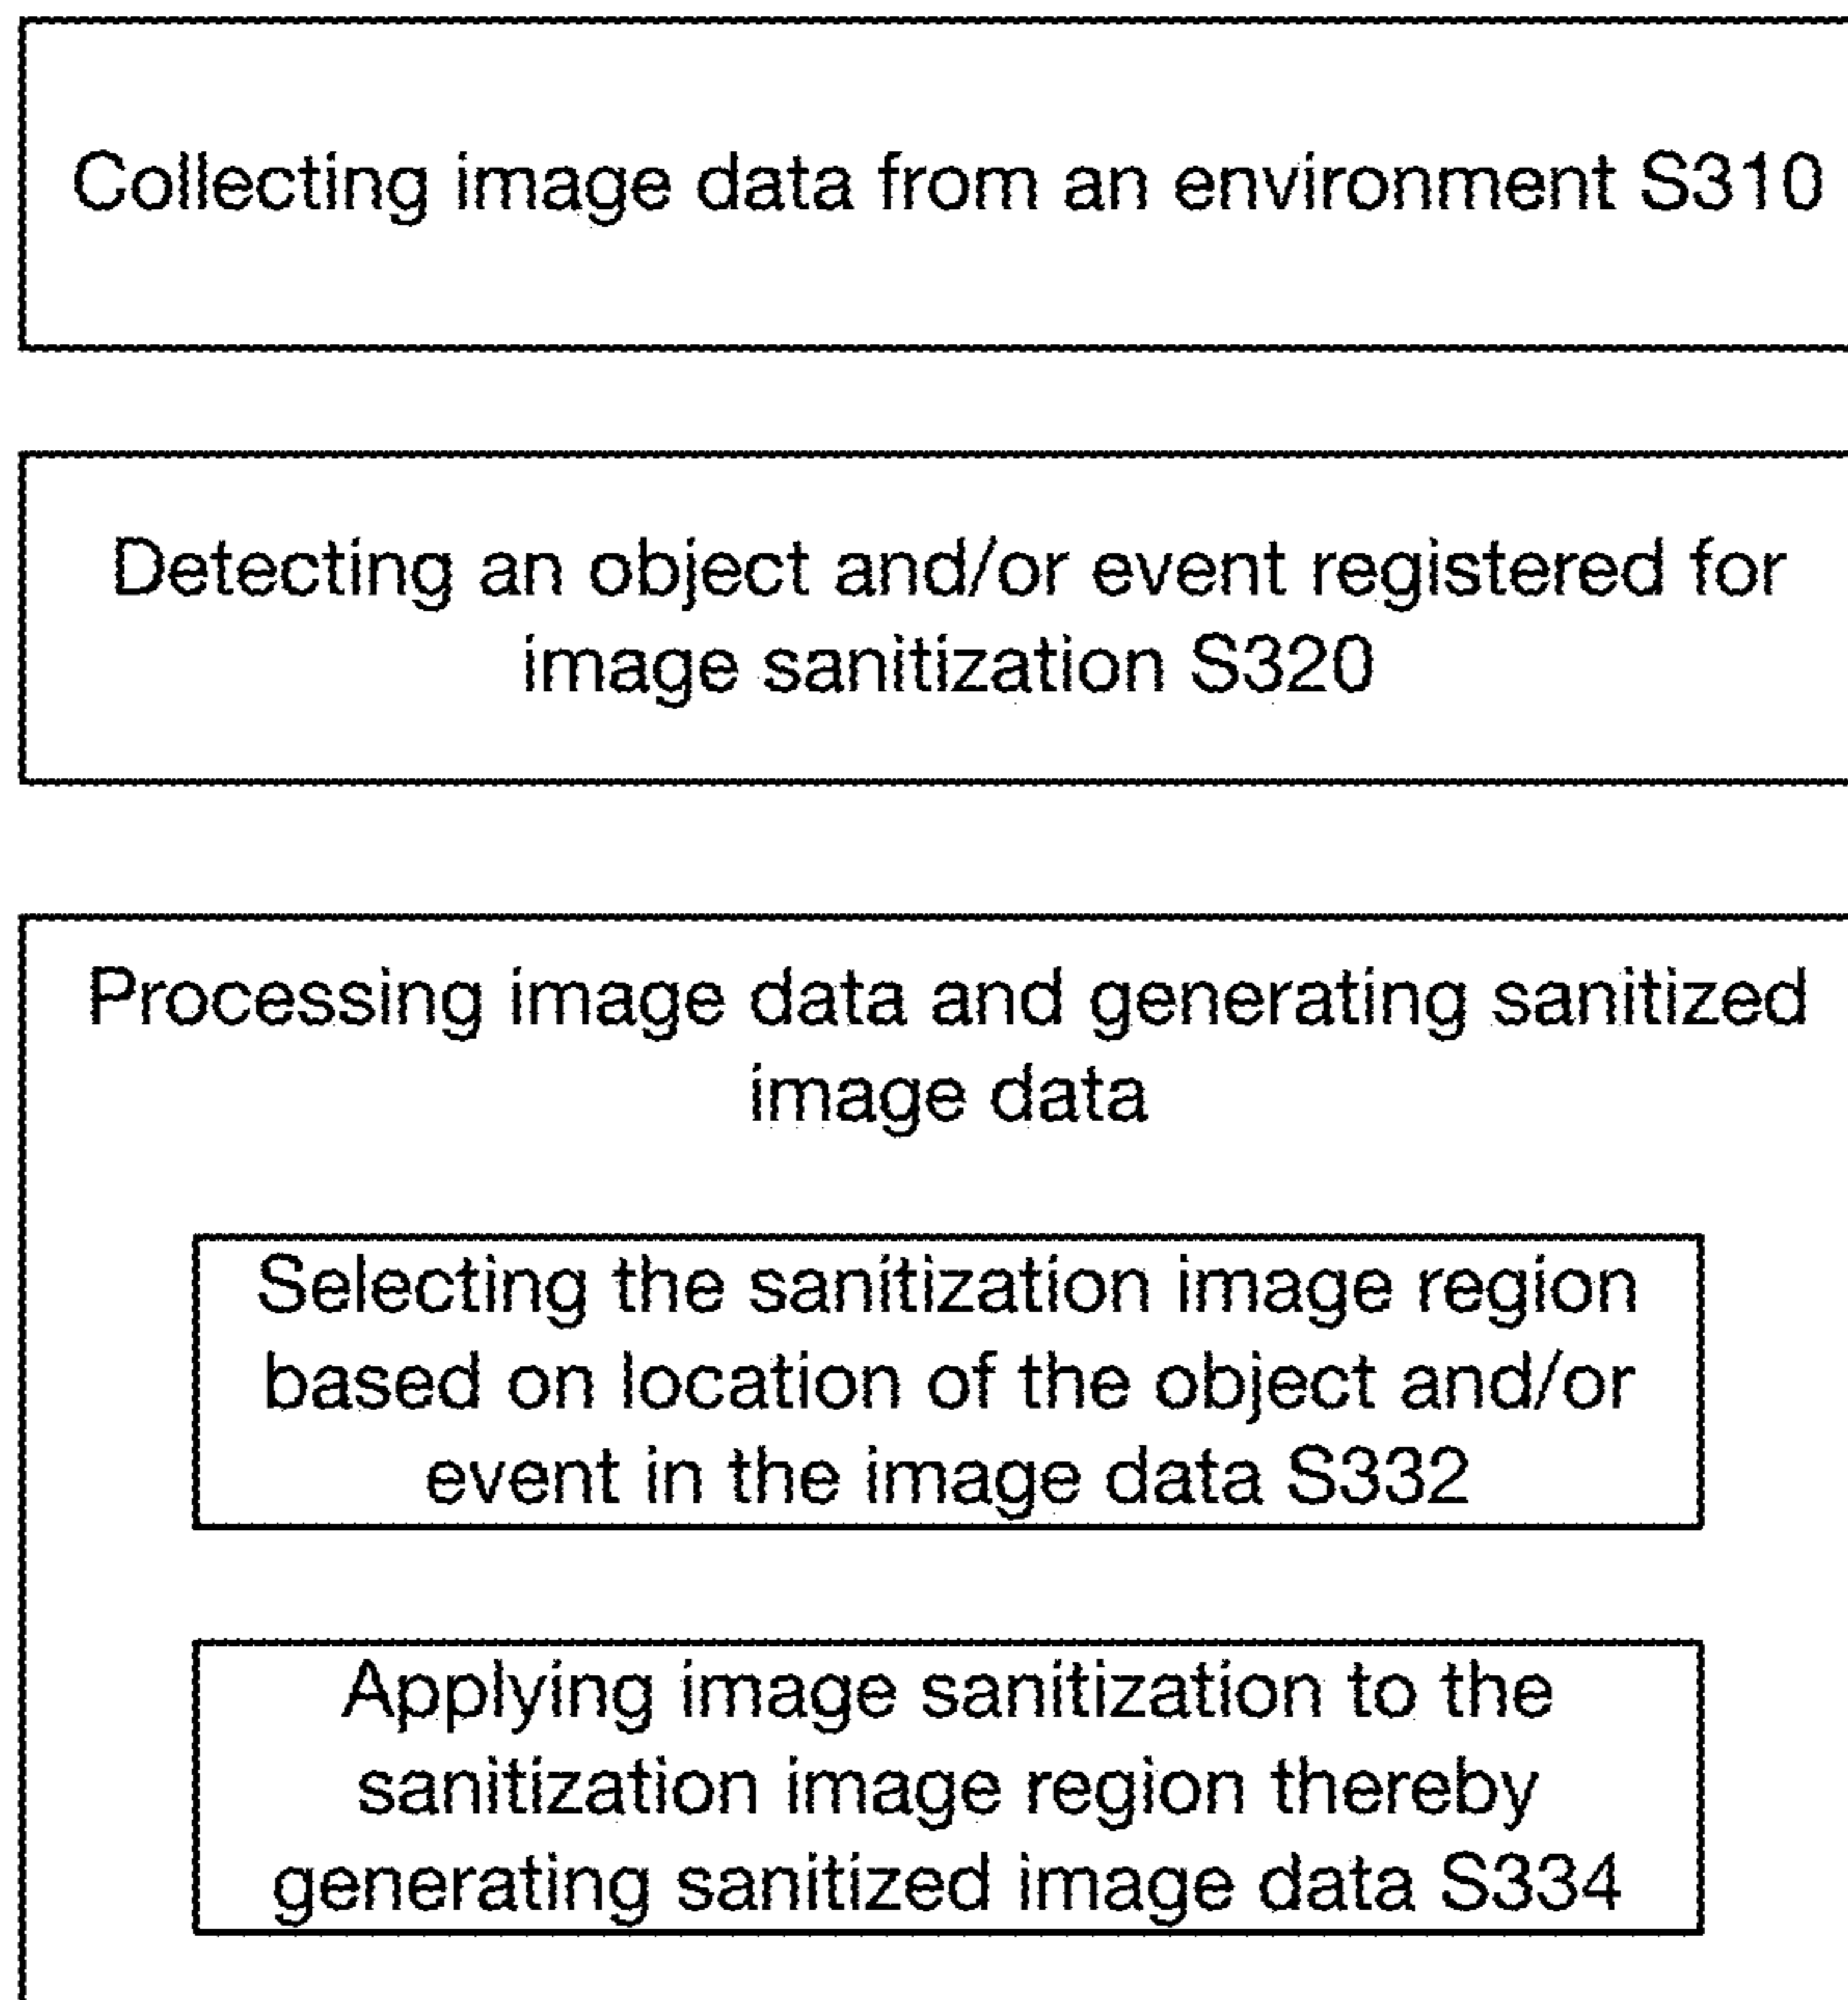 Collecting image data from an environment S310
Detecting an object and/or event registered for
image sanitization S320
Processing image data and generating sanitized
image data
Selecting the sanitization image region
based on location of the object and/or
event in the image data S332
Applying image sanitization to the
sanitization image region thereby
generating sanitized image data S334